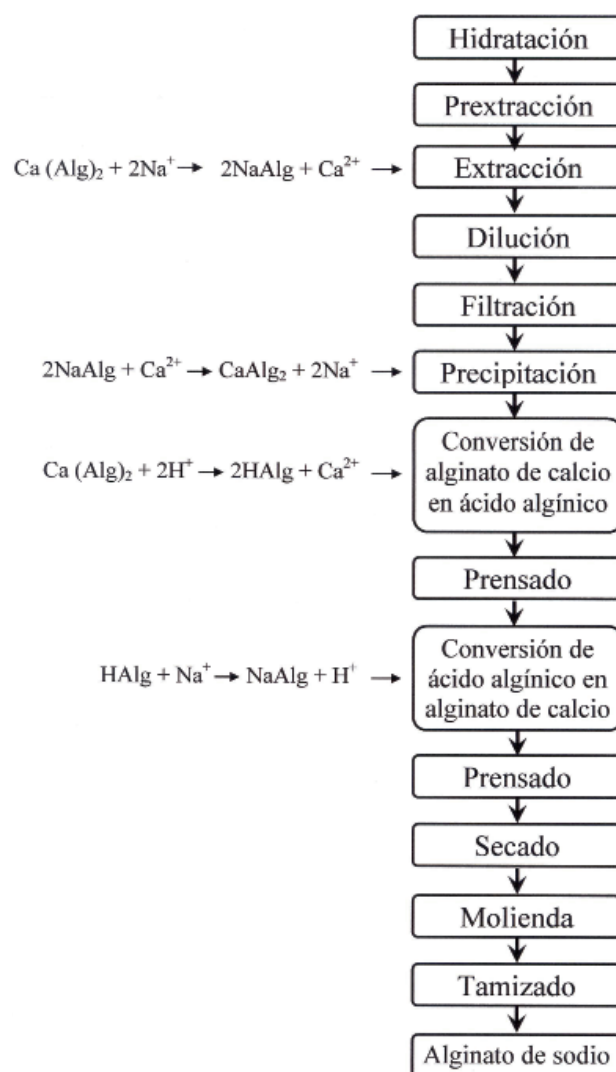 Hidratación
Prextracción
Ca (Alg)₂ + 2Na⁺ → 2NaAlg + Ca²⁺ →
Extracción
Dilución
Filtración
2NaAlg + Ca²⁺ → CaAlg₂ + 2Na⁺ →
Precipitación
Ca (Alg)₂ + 2H⁺ → 2HAlg + Ca²⁺ →
Conversión de
alginato de calcio
en ácido algínico
Prensado
HAlg + Na⁺ → NaAlg + H⁺ →
Conversión de
ácido algínico en
alginato de calcio
Prensado
Secado
Molienda
Tamizado
Alginato de sodio